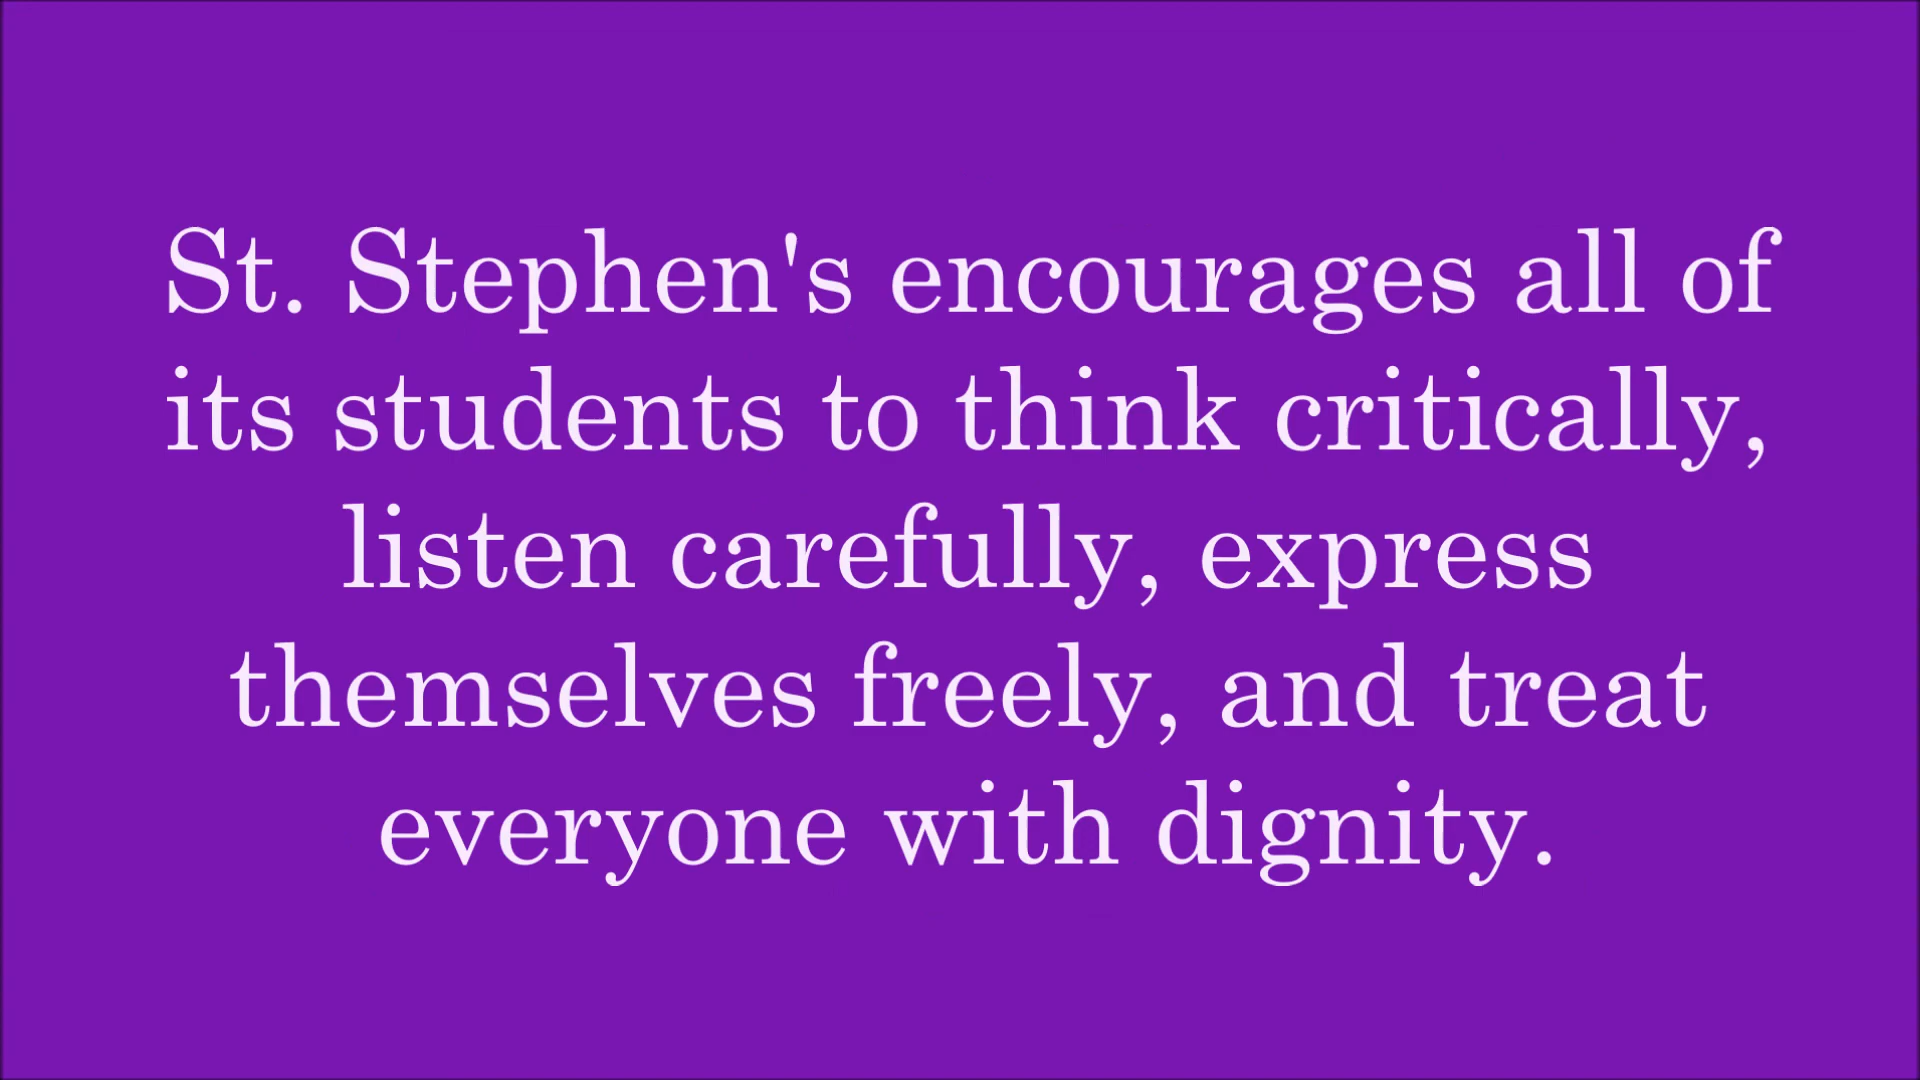 St. Stephen's encourages all of
its students to think critically,
listen carefully, express
themselves freely, and treat
everyone with dignity.